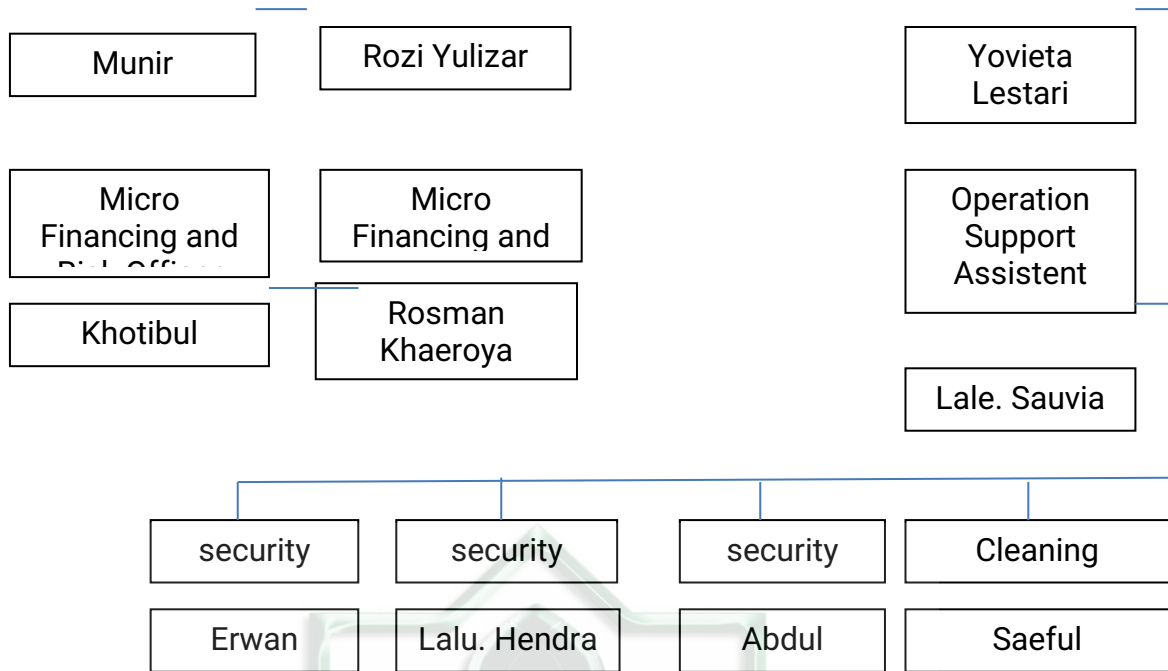 Munir
Rozi Yulizar
Yovieta
Lestari
Micro
Financing and
Micro
Financing and
Operation
Support
Assistent
Khotibul
Rosman
Khaeroya
Lale. Sauvia
security
security
security
Cleaning
Erwan
Lalu. Hendra
Abdul
Saeful